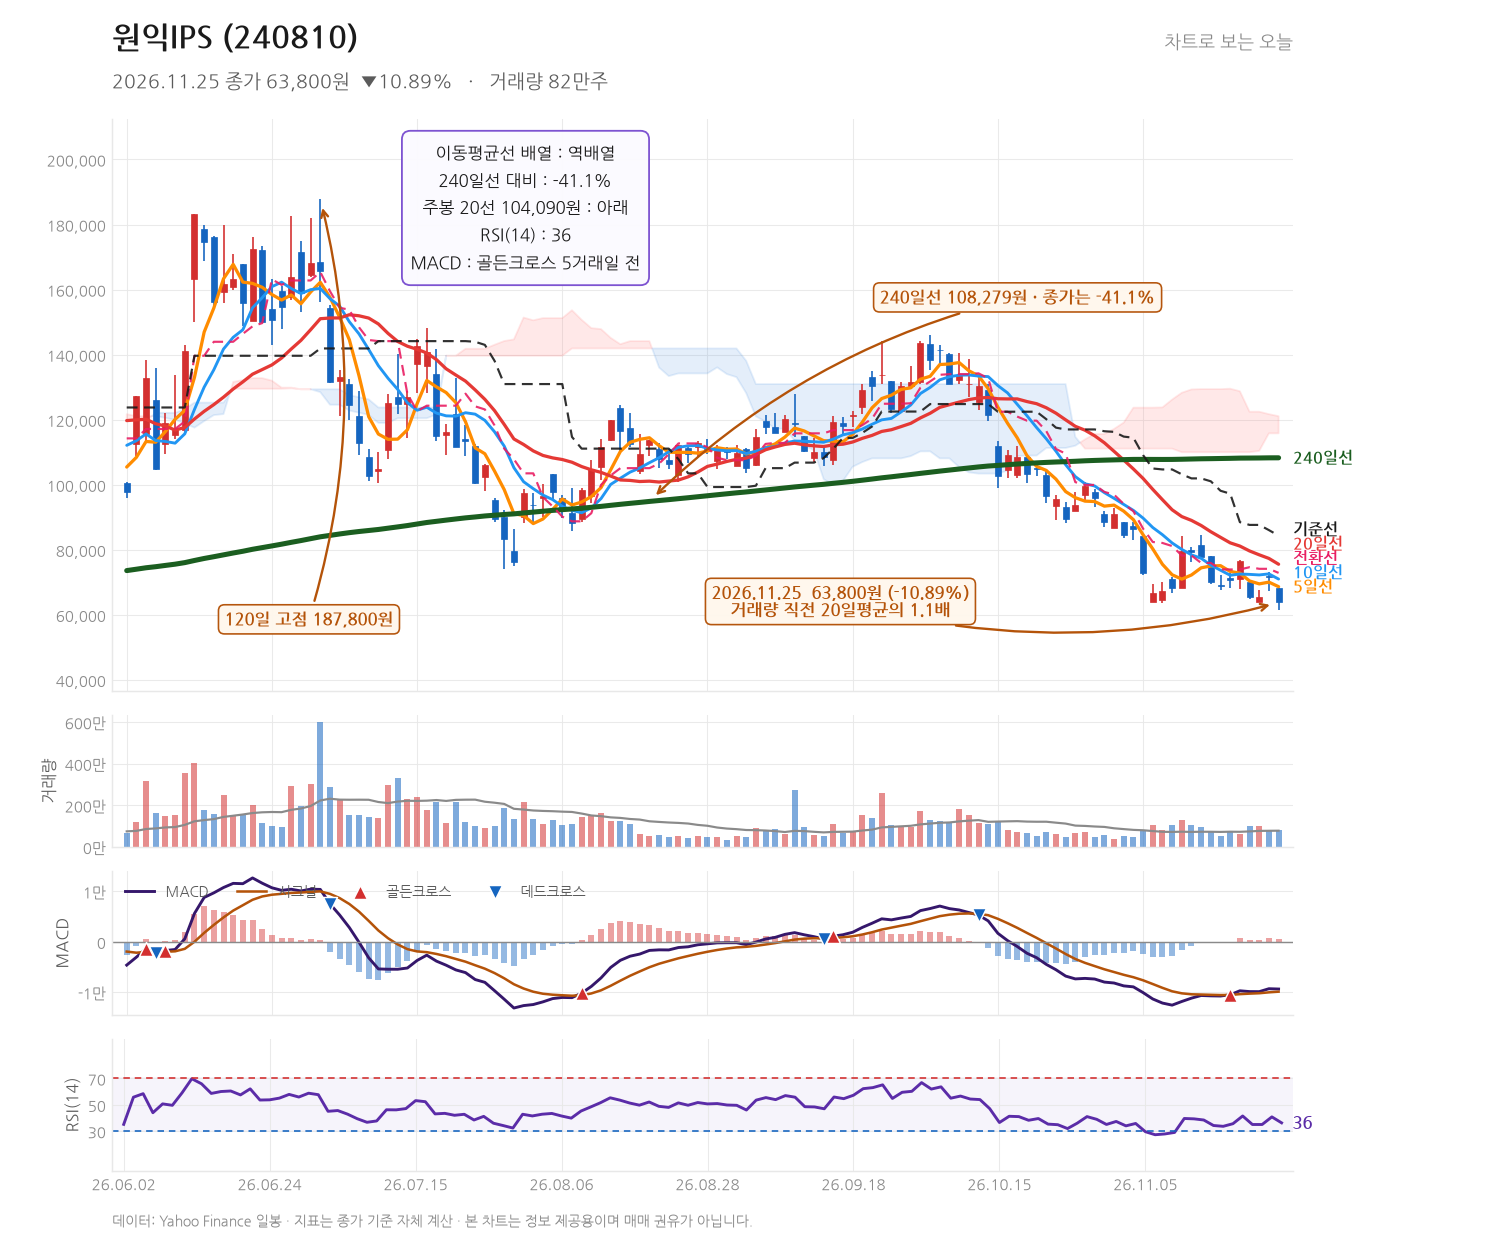 원익IPS (240810)
차트로 보는 오늘
2026.11.25 종가 63,800원 ▼10.89% · 거래량 82만주
이동평균선 배열 : 역배열
240일선 대비 : -41.1%
주봉 20선 104,090원 : 아래
RSI(14) : 36
MACD : 골든크로스 5거래일 전
200,000
180,000
160,000
140,000
120,000
100,000
80,000
60,000
40,000
240일선 108,279원 · 종가는 -41.1%
120일 고점 187,800원
2026.11.25 63,800원 (-10.89%)
거래량 직전 20일평균의 1.1배
240일선
기준선
20일선
전환선
10일선
5일선
거래량
600만
400만
200만
0만
MACD
1만
0
-1만
MACD
골든크로스
데드크로스
RSI(14)
70
50
30
36
26.06.02
26.06.24
26.07.15
26.08.06
26.08.28
26.09.18
26.10.15
26.11.05
데이터: Yahoo Finance 일봉 · 지표는 종가 기준 자체 계산 · 본 차트는 정보 제공용이며 매매 권유가 아닙니다.